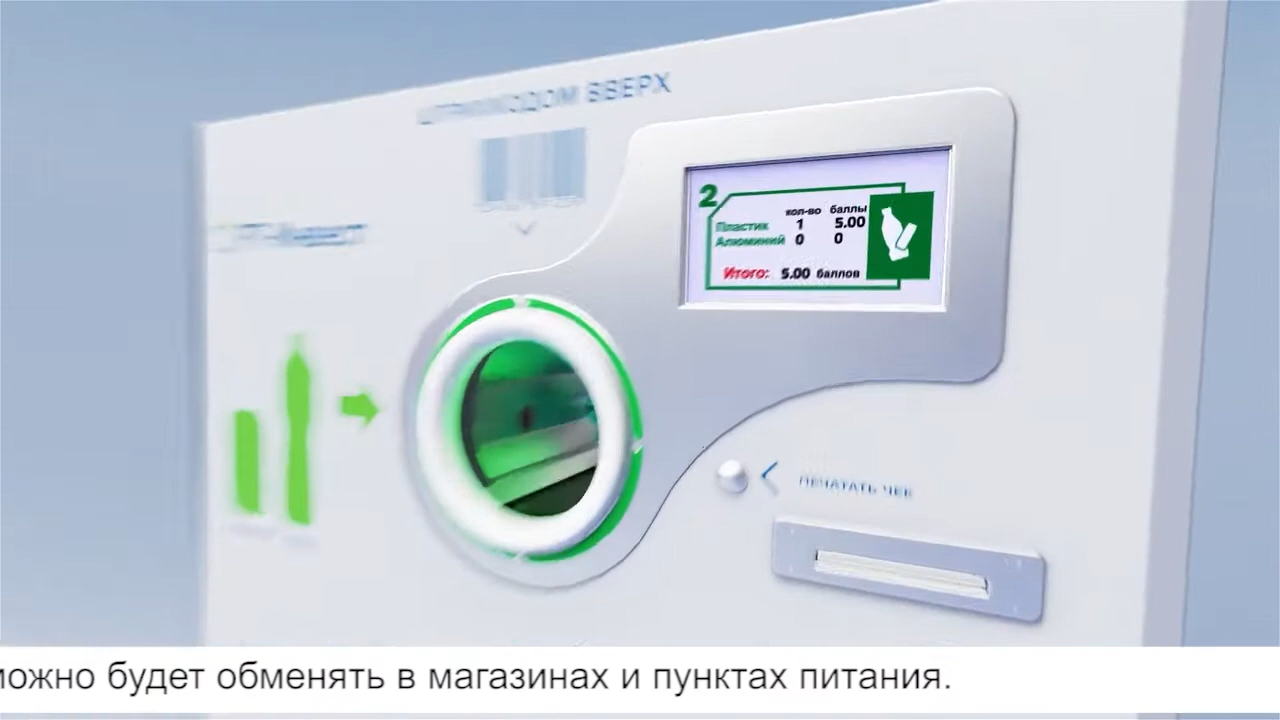 ШТРИХКОДОМ ВВЕРХ
2
кол-во баллы
Пластик 1 5.00
Алюминий 0 0
Итого: 5.00 баллов
ПЕЧАТАТЬ ЧЕК
можно будет обменять в магазинах и пунктах питания.